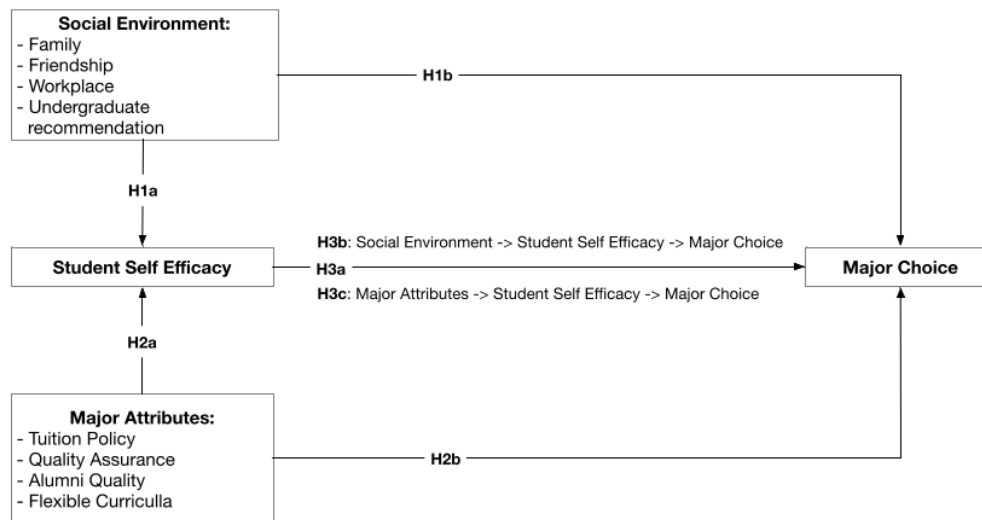 Social Environment:
- Family
- Friendship
- Workplace
- Undergraduate
recommendation
H1b
H1a
H3b: Social Environment -> Student Self Efficacy -> Major Choice
Student Self Efficacy
H3a
Major Choice
H3c: Major Attributes -> Student Self Efficacy -> Major Choice
H2a
Major Attributes:
- Tuition Policy
- Quality Assurance
- Alumni Quality
- Flexible Curriculla
H2b